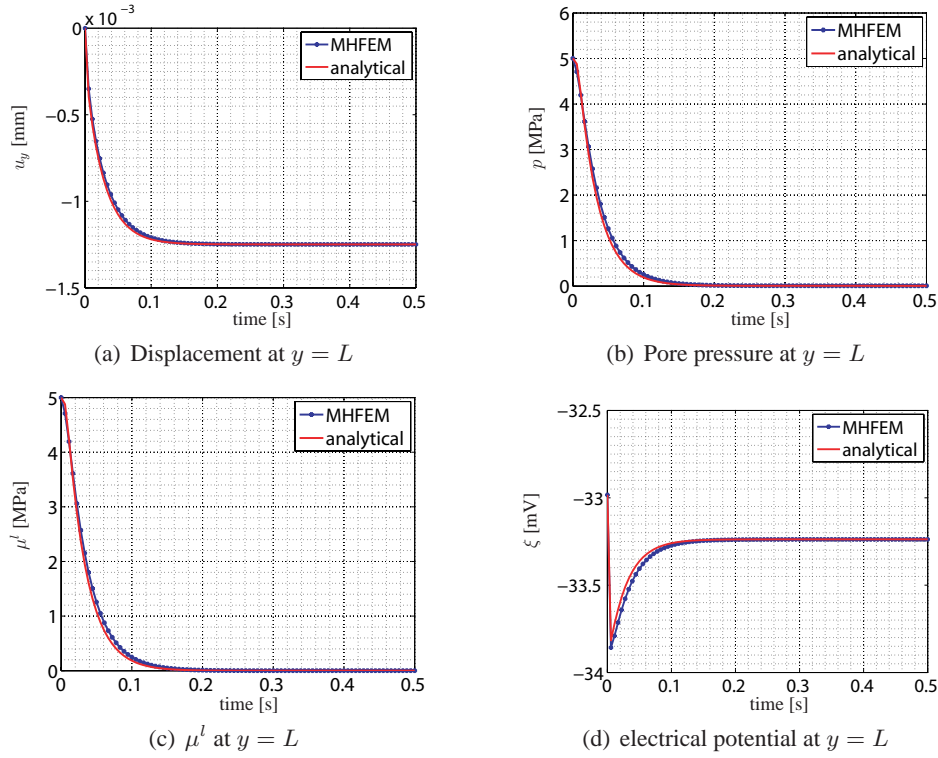 × 10⁻³
0
−0.5
−1
−1.5
u_y [mm]
MHFEM
analytical
0 0.1 0.2 0.3 0.4 0.5
time [s]
(a) Displacement at y = L
6
5
4
3
2
1
0
p [MPa]
MHFEM
analytical
0 0.1 0.2 0.3 0.4 0.5
time [s]
(b) Pore pressure at y = L
5
4
3
2
1
0
μˡ [MPa]
MHFEM
analytical
0 0.1 0.2 0.3 0.4 0.5
time [s]
(c) μˡ at y = L
−32.5
−33
−33.5
−34
ξ [mV]
MHFEM
analytical
0 0.1 0.2 0.3 0.4 0.5
time [s]
(d) electrical potential at y = L